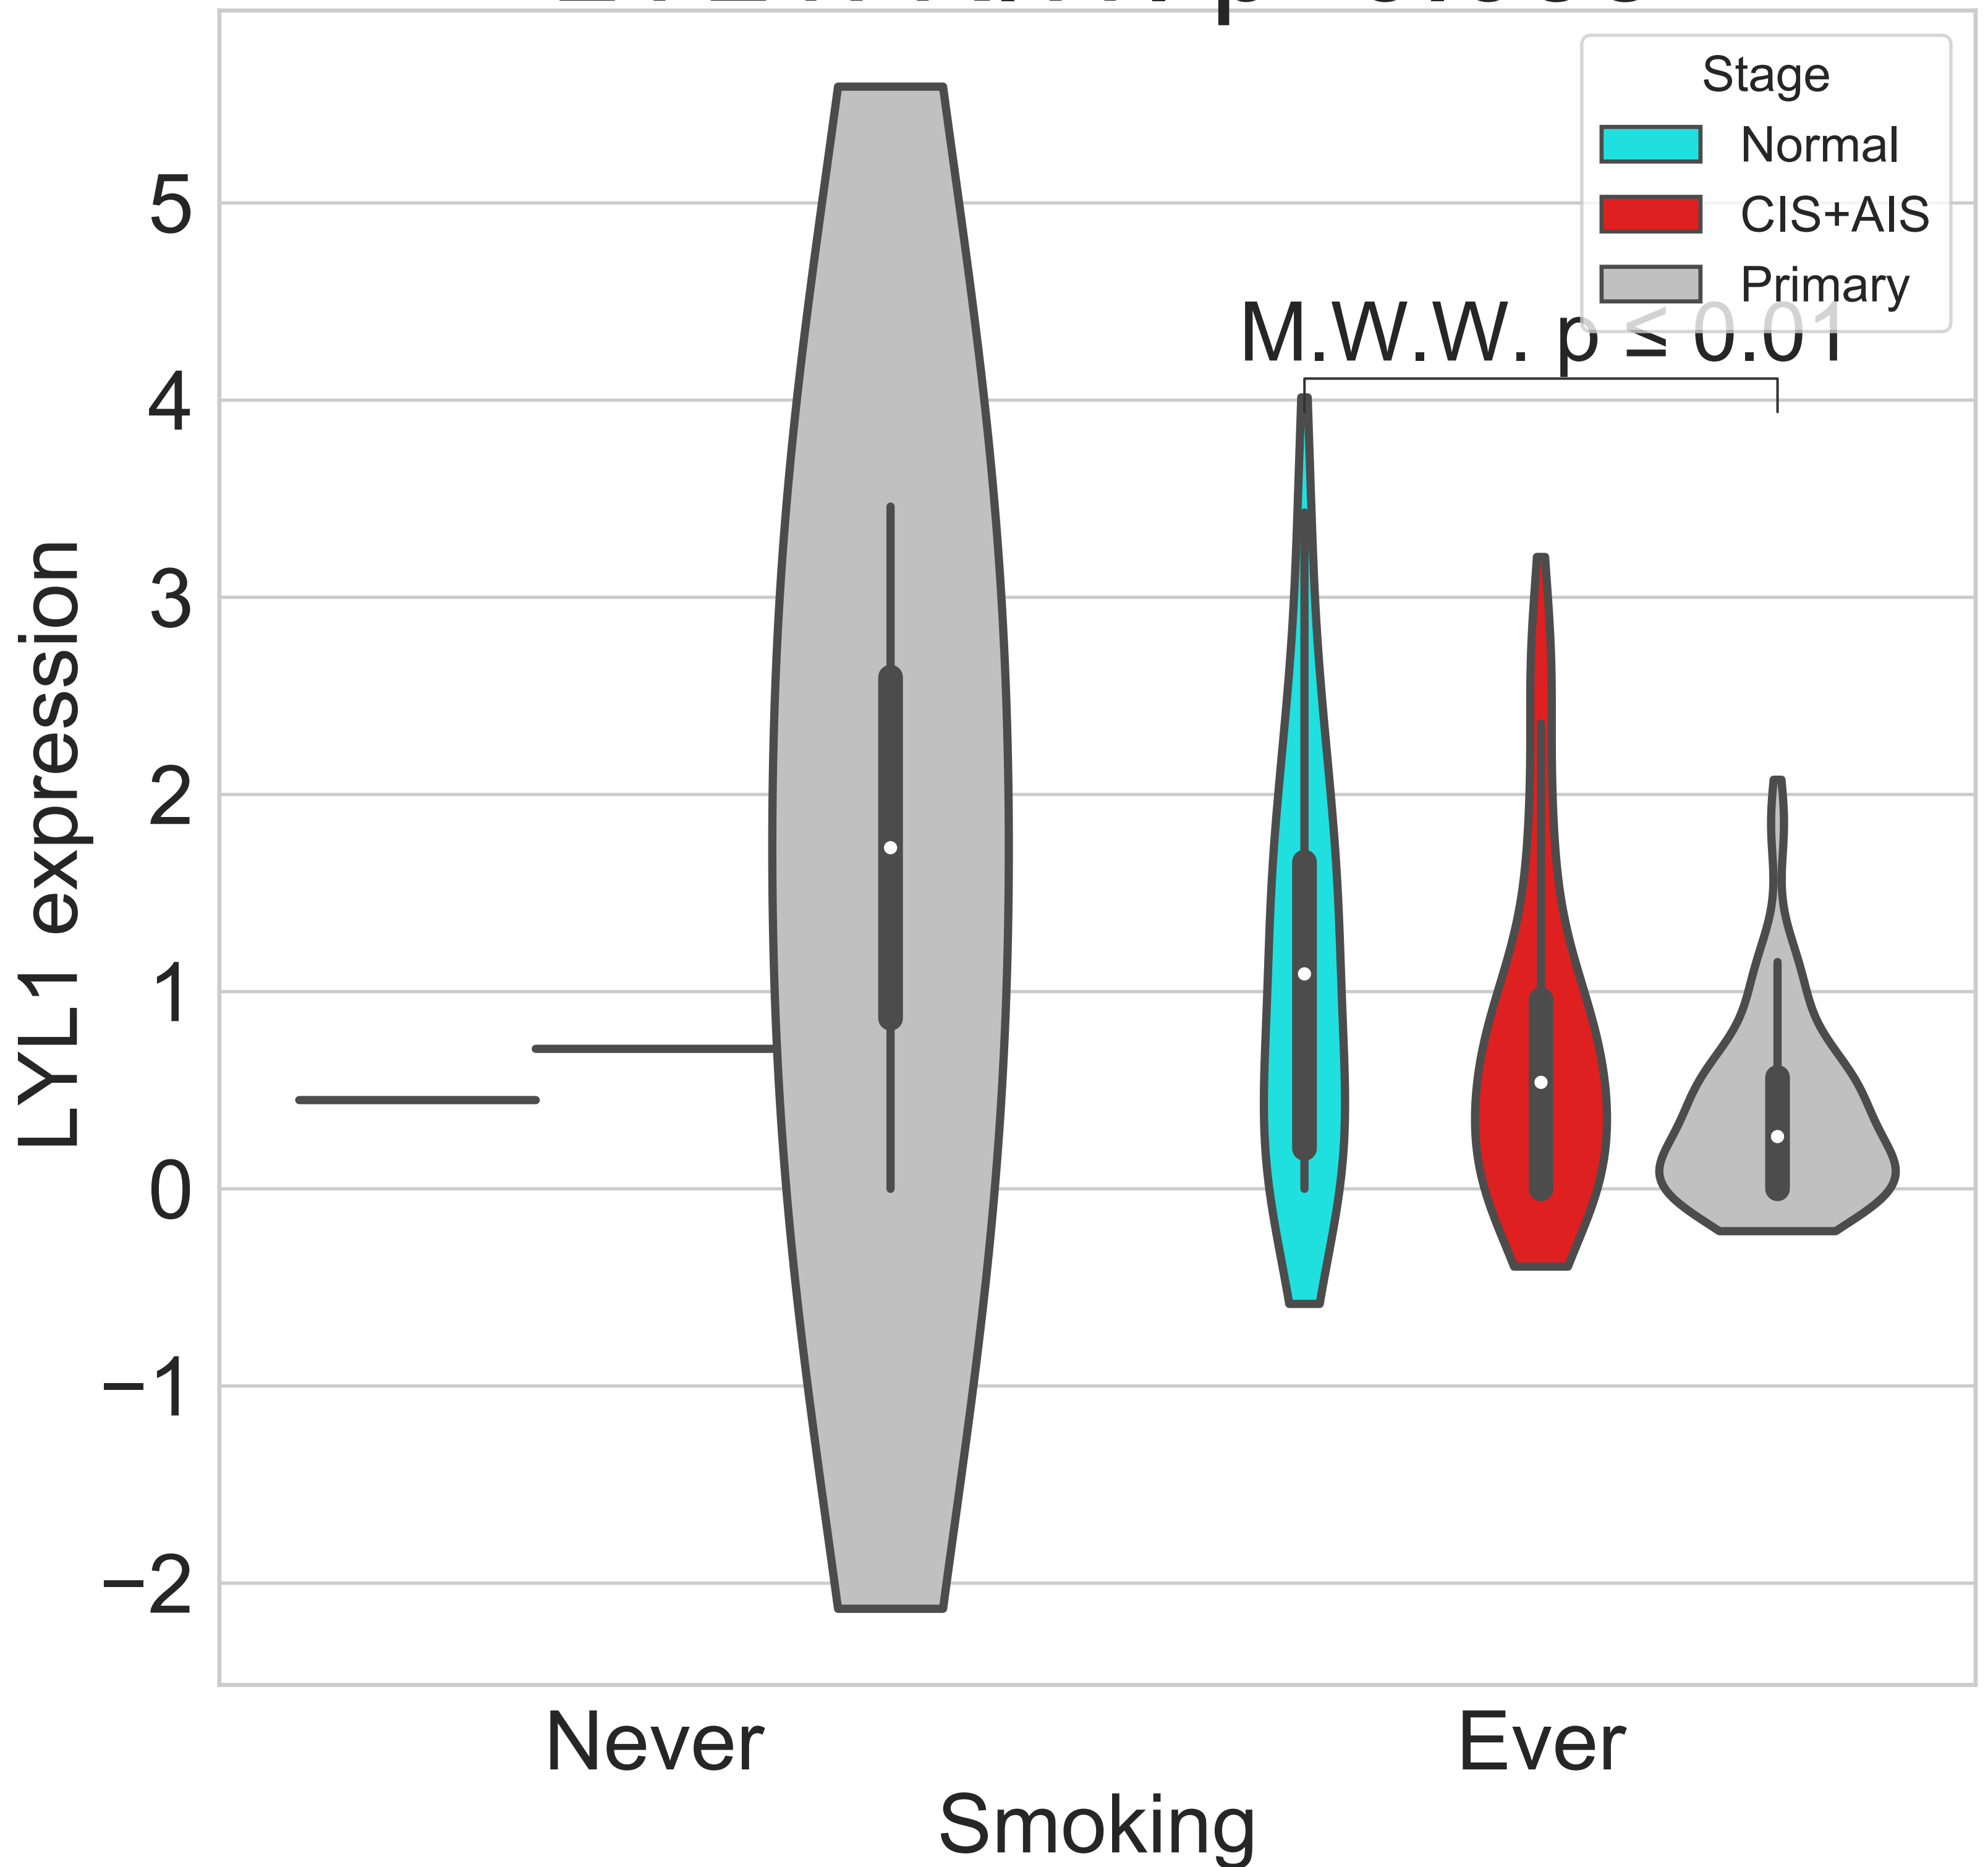 Stage
Normal
CIS+AIS
Primary
M.W.W. p ≤ 0.01
5
4
3
2
1
0
−1
−2
LYL1 expression
Never
Ever
Smoking